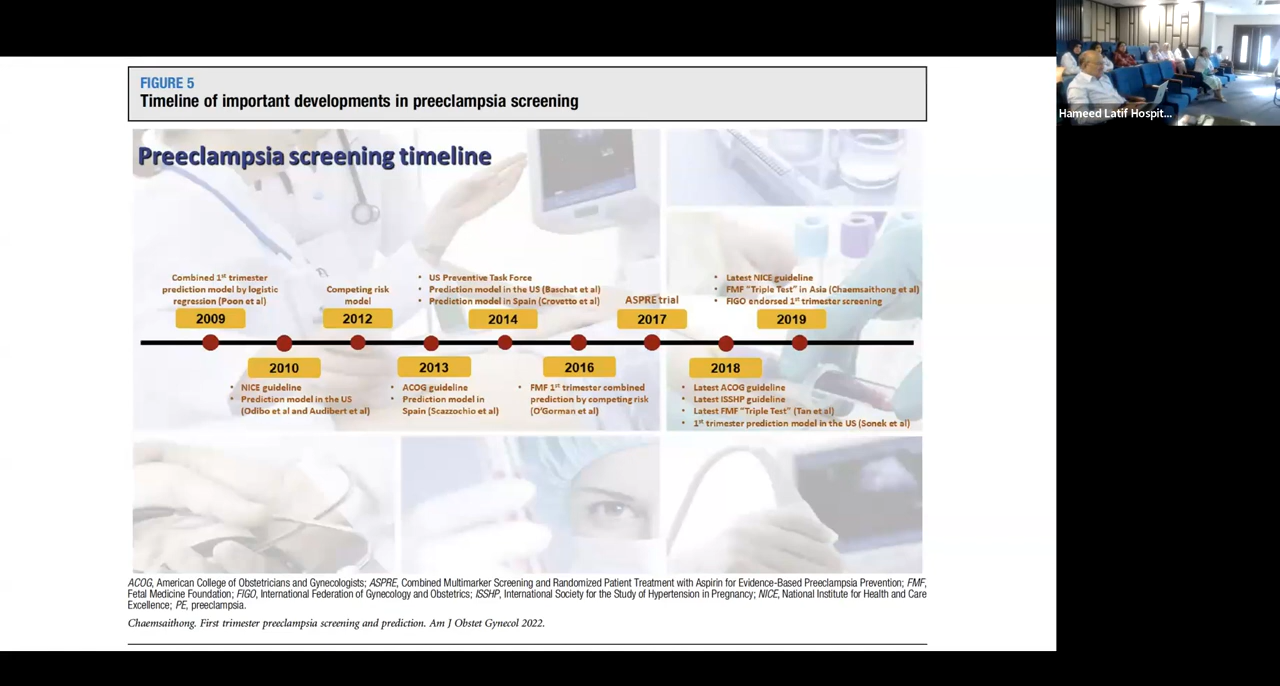 FIGURE 5
Timeline of important developments in preeclampsia screening
Preeclampsia screening timeline
Combined 1st trimester
prediction model by logistic
regression (Poon et al)
2009
2010
• NICE guideline
• Prediction model in the US
(Odibo et al and Audibert et al)
Competing risk
model
2012
2013
• ACOG guideline
• Prediction model in
Spain (Scazzochio et al)
• US Preventive Task Force
• Prediction model in the US (Baschat et al)
• Prediction model in Spain (Crovetto et al)
2014
2016
• FMF 1st trimester combined
prediction by competing risk
(O'Gorman et al)
ASPRE trial
2017
2018
• Latest ACOG guideline
• Latest ISSHP guideline
• Latest FMF "Triple Test" (Tan et al)
• 1st trimester prediction model in the US (Sonek et al)
• Latest NICE guideline
• FMF "Triple Test" in Asia (Chaemsaithong et al)
• FIGO endorsed 1st trimester screening
2019
ACOG, American College of Obstetricians and Gynecologists; ASPRE, Combined Multimarker Screening and Randomized Patient Treatment with Aspirin for Evidence-Based Preeclampsia Prevention; FMF,
Fetal Medicine Foundation; FIGO, International Federation of Gynecology and Obstetrics; ISSHP, International Society for the Study of Hypertension in Pregnancy; NICE, National Institute for Health and Care
Excellence; PE, preeclampsia.
Chaemsaithong. First trimester preeclampsia screening and prediction. Am J Obstet Gynecol 2022.
Hameed Latif Hospit...